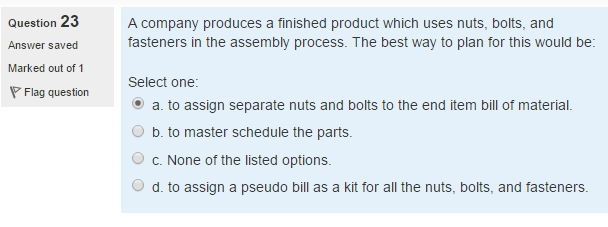 Question 23
Answer saved
Marked out of 1
Flag question
A company produces a finished product which uses nuts, bolts, and
fasteners in the assembly process. The best way to plan for this would be:
Select one:
a. to assign separate nuts and bolts to the end item bill of material.
b. to master schedule the parts.
c. None of the listed options.
d. to assign a pseudo bill as a kit for all the nuts, bolts, and fasteners.